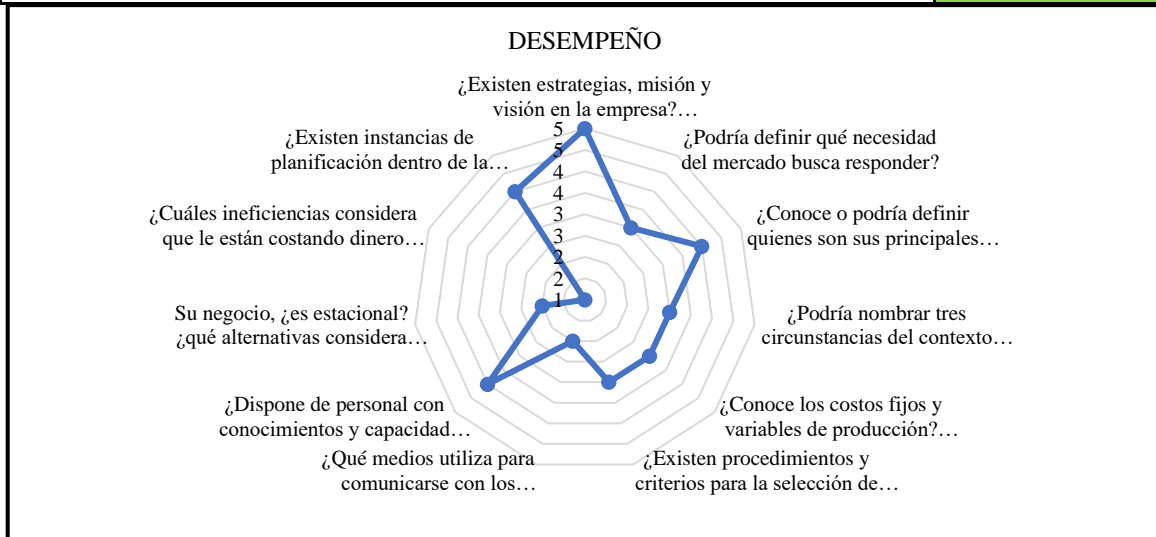 DESEMPEÑO
¿Existen estrategias, misión y
visión en la empresa?…
¿Podría definir qué necesidad
del mercado busca responder?
¿Conoce o podría definir
quienes son sus principales…
¿Podría nombrar tres
circunstancias del contexto…
¿Conoce los costos fijos y
variables de producción?…
¿Existen procedimientos y
criterios para la selección de…
¿Qué medios utiliza para
comunicarse con los…
¿Dispone de personal con
conocimientos y capacidad…
Su negocio, ¿es estacional?
¿qué alternativas considera…
¿Cuáles ineficiencias considera
que le están costando dinero…
¿Existen instancias de
planificación dentro de la…
5
5
4
4
3
3
2
2
1